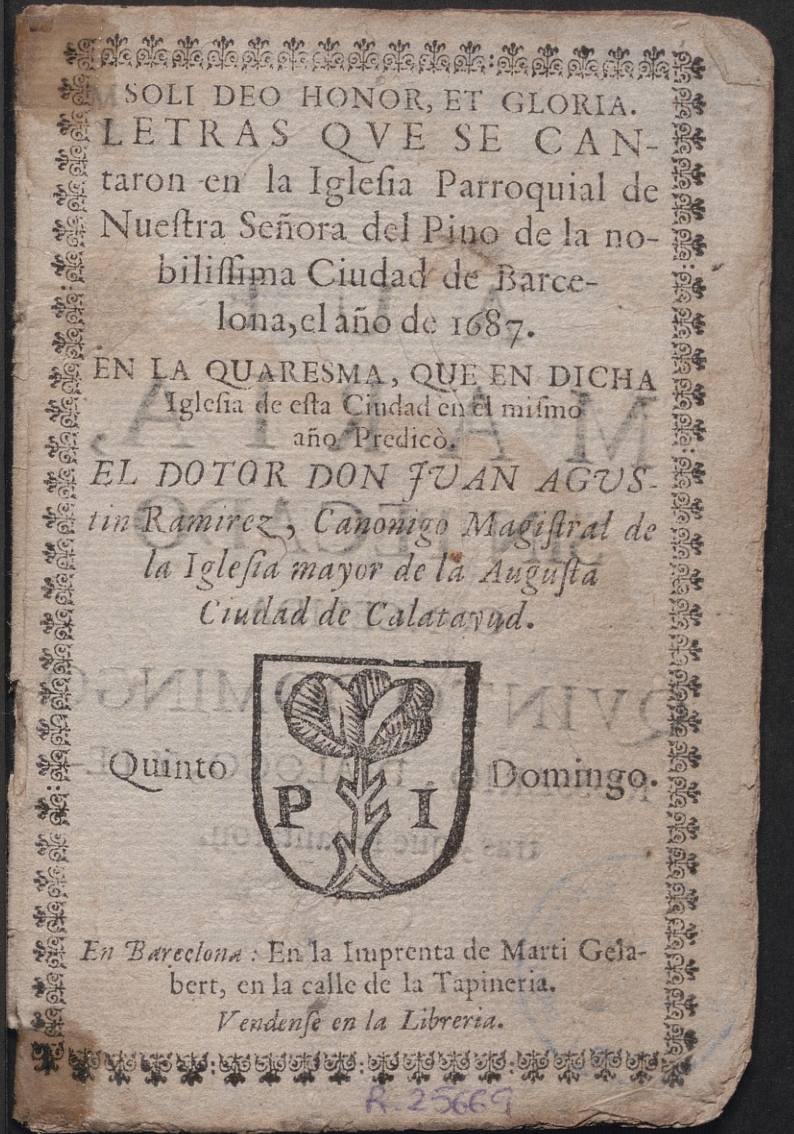 SOLI DEO HONOR, ET GLORIA.
LETRAS QVE SE CAN-
taron en la Iglesia Parroquial de
Nuestra Señora del Pino de la no-
bilissima Ciudad de Barce-
lona, el año de 1687.
EN LA QUARESMA, QUE EN DICHA
Iglesia de esta Ciudad en el mismo
año Predicò.
EL DOTOR DON JUAN AGUS-
tin Ramirez, Canonigo Magistral de
la Iglesia mayor de la Augusta
Ciudad de Calatayud.
Quinto Domingo.
P I
En Barcelona: En la Imprenta de Marti Gela-
bert, en la calle de la Tapineria.
Vendense en la Libreria.
R. 25669